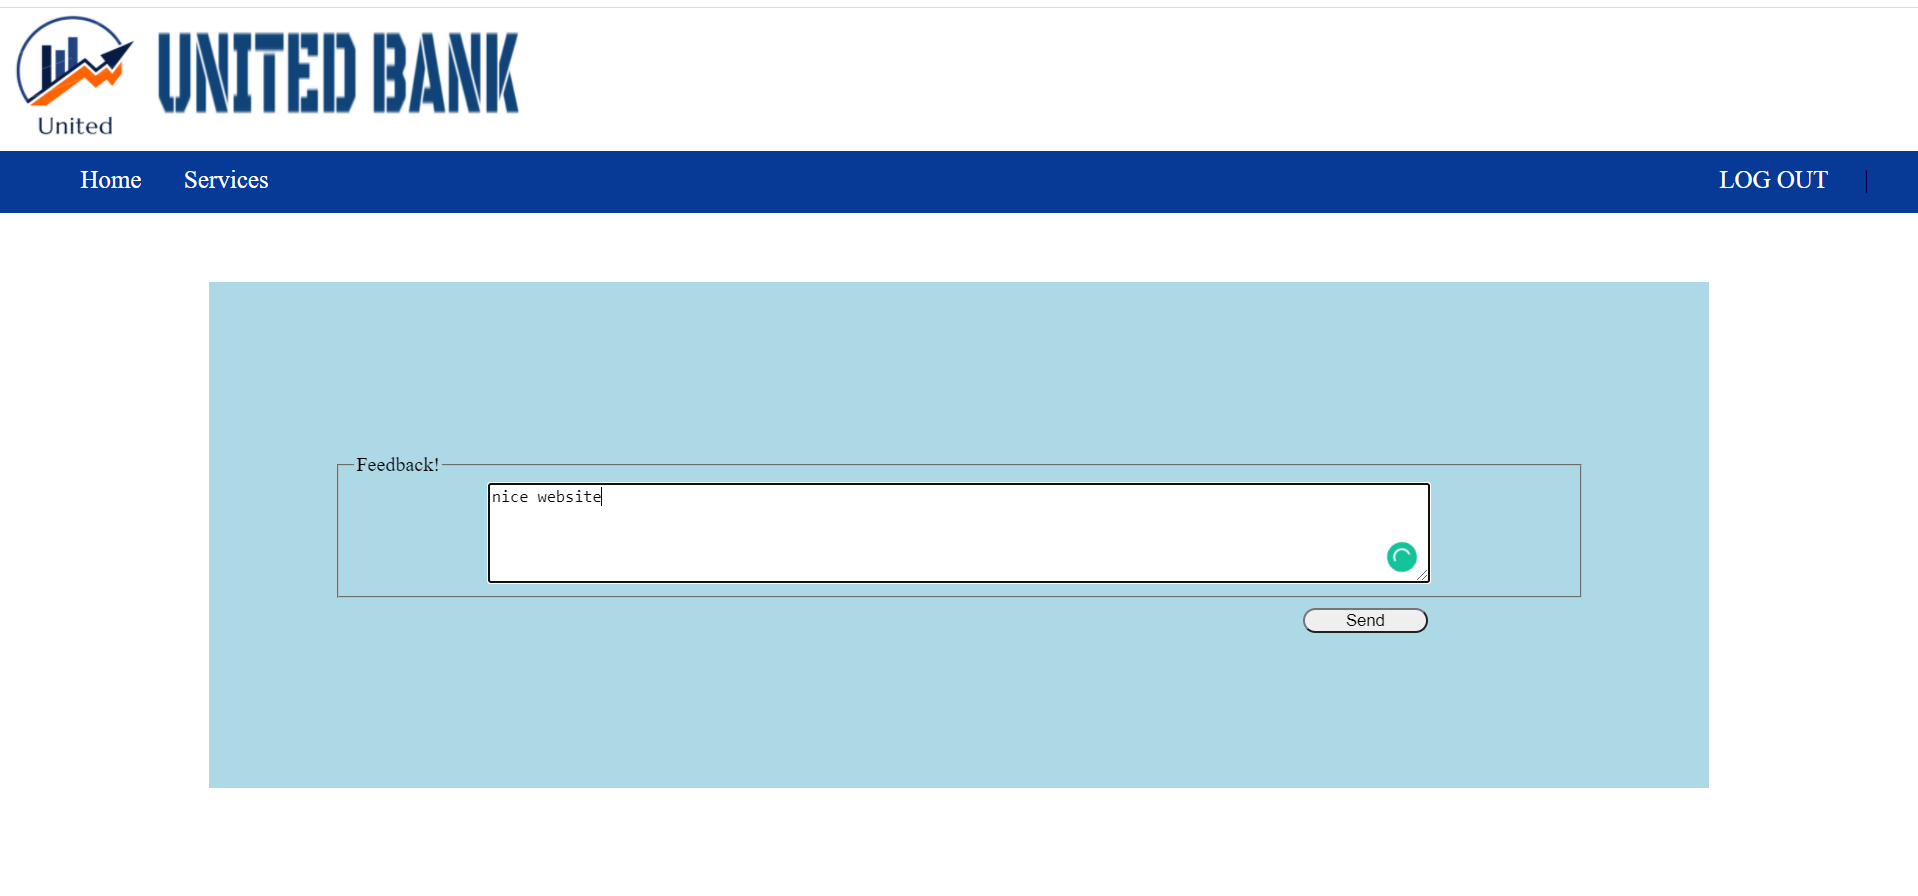 United
UNITED BANK
Home Services LOG OUT |
Feedback!
nice website
Send